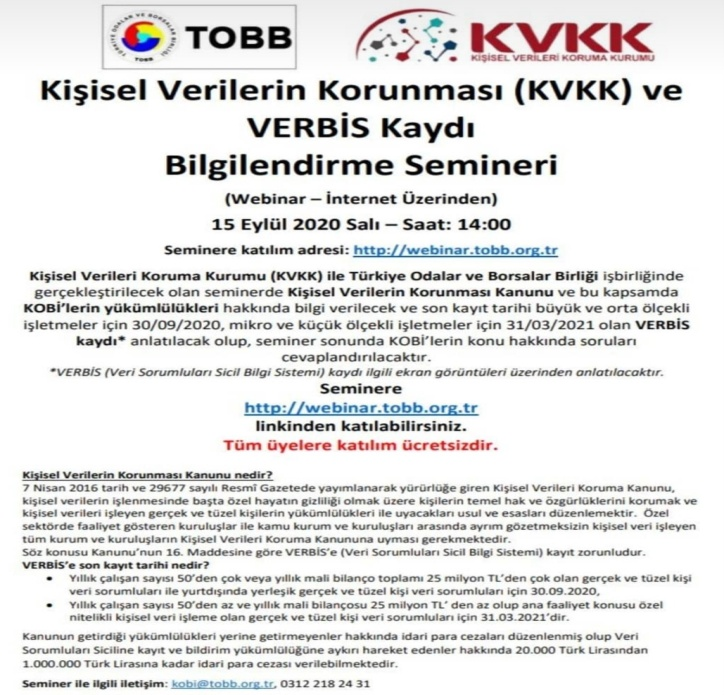 TÜRKİYE ODALAR VE BORSALAR BİRLİĞİ
TOBB
TOBB
KVKK
KİŞİSEL VERİLERİ KORUMA KURUMU
Kişisel Verilerin Korunması (KVKK) ve
VERBİS Kaydı
Bilgilendirme Semineri
(Webinar – İnternet Üzerinden)
15 Eylül 2020 Salı – Saat: 14:00
Seminere katılım adresi: http://webinar.tobb.org.tr
Kişisel Verileri Koruma Kurumu (KVKK) ile Türkiye Odalar ve Borsalar Birliği işbirliğinde
gerçekleştirilecek olan seminerde Kişisel Verilerin Korunması Kanunu ve bu kapsamda
KOBİ'lerin yükümlülükleri hakkında bilgi verilecek ve son kayıt tarihi büyük ve orta ölçekli
işletmeler için 30/09/2020, mikro ve küçük ölçekli işletmeler için 31/03/2021 olan VERBİS
kaydı* anlatılacak olup, seminer sonunda KOBİ'lerin konu hakkında soruları
cevaplandırılacaktır.
*VERBİS (Veri Sorumluları Sicil Bilgi Sistemi) kaydı ilgili ekran görüntüleri üzerinden anlatılacaktır.
Seminere
http://webinar.tobb.org.tr
linkinden katılabilirsiniz.
Tüm üyelere katılım ücretsizdir.
Kişisel Verilerin Korunması Kanunu nedir?
7 Nisan 2016 tarih ve 29677 sayılı Resmî Gazetede yayımlanarak yürürlüğe giren Kişisel Verileri Koruma Kanunu,
kişisel verilerin işlenmesinde başta özel hayatın gizliliği olmak üzere kişilerin temel hak ve özgürlüklerini korumak ve
kişisel verileri işleyen gerçek ve tüzel kişilerin yükümlülükleri ile uyacakları usul ve esasları düzenlemektir. Özel
sektörde faaliyet gösteren kuruluşlar ile kamu kurum ve kuruluşları arasında ayrım gözetmeksizin kişisel veri işleyen
tüm kurum ve kuruluşların Kişisel Verileri Koruma Kanununa uyması gerekmektedir.
Söz konusu Kanunu'nun 16. Maddesine göre VERBİS'e (Veri Sorumluları Sicil Bilgi Sistemi) kayıt zorunludur.
VERBİS'e son kayıt tarihi nedir?
• Yıllık çalışan sayısı 50'den çok veya yıllık mali bilanço toplamı 25 milyon TL'den çok olan gerçek ve tüzel kişi
veri sorumluları ile yurtdışında yerleşik gerçek ve tüzel kişi veri sorumluları için 30.09.2020,
• Yıllık çalışan sayısı 50'den az ve yıllık mali bilançosu 25 milyon TL' den az olup ana faaliyet konusu özel
nitelikli kişisel veri işleme olan gerçek ve tüzel kişi veri sorumluları için 31.03.2021'dir.
Kanunun getirdiği yükümlülükleri yerine getirmeyenler hakkında idari para cezaları düzenlenmiş olup Veri
Sorumluları Siciline kayıt ve bildirim yükümlülüğüne aykırı hareket edenler hakkında 20.000 Türk Lirasından
1.000.000 Türk Lirasına kadar idari para cezası verilebilmektedir.
Seminer ile ilgili iletişim: kobi@tobb.org.tr, 0312 218 24 31